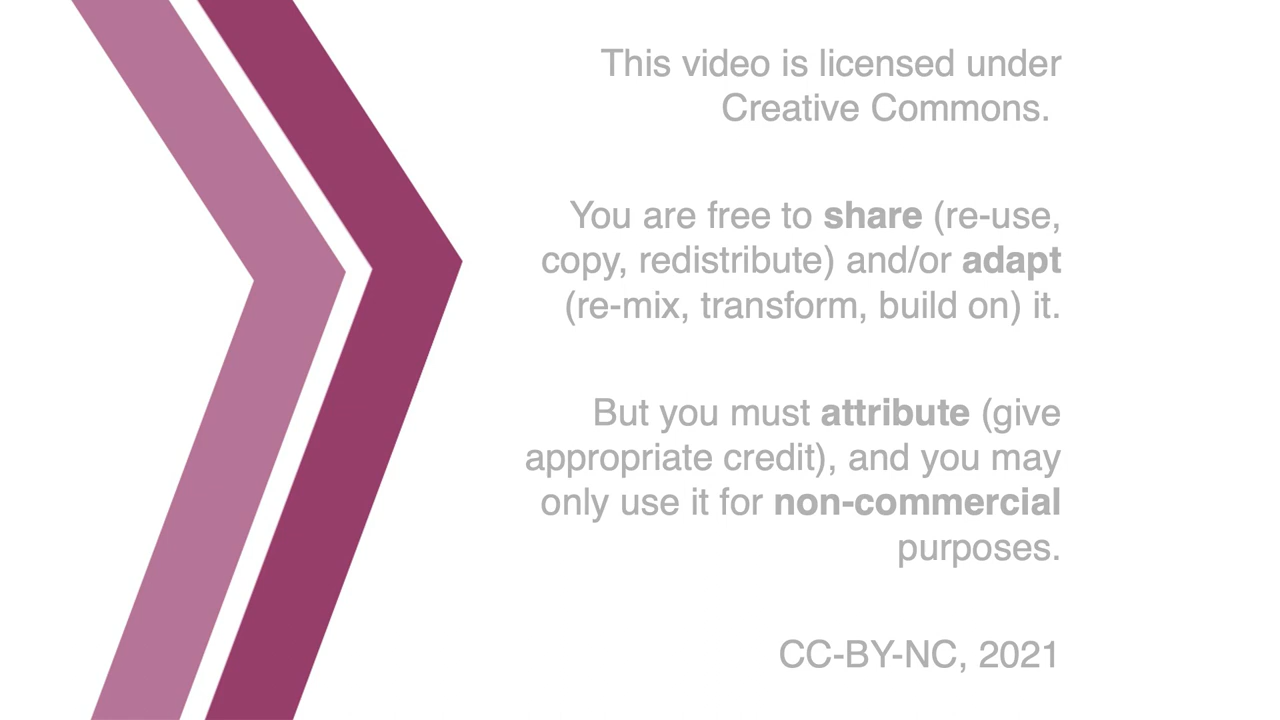 This video is licensed under
Creative Commons.
You are free to share (re-use,
copy, redistribute) and/or adapt
(re-mix, transform, build on) it.
But you must attribute (give
appropriate credit), and you may
only use it for non-commercial
purposes.
CC-BY-NC, 2021